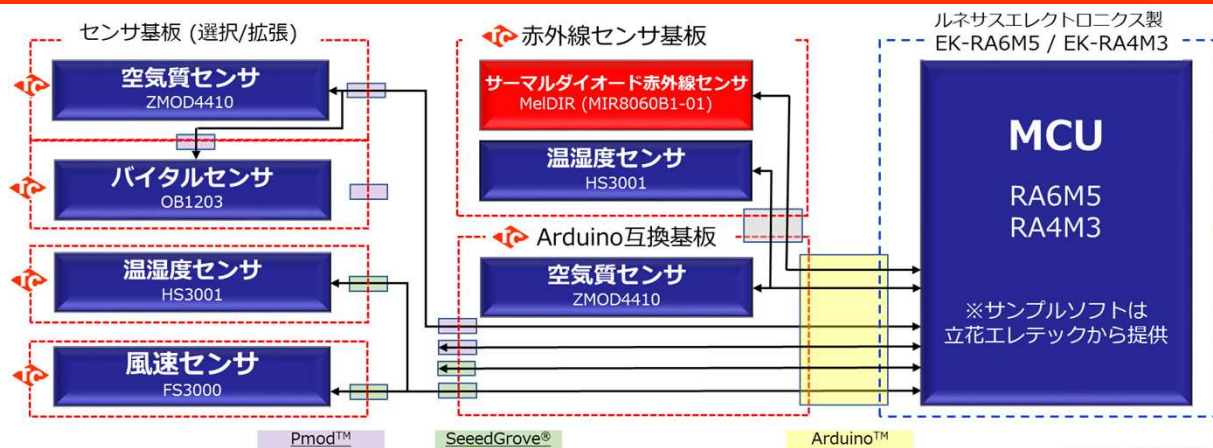 センサ基板 (選択/拡張)
空気質センサ
ZMOD4410
バイタルセンサ
OB1203
温湿度センサ
HS3001
風速センサ
FS3000
赤外線センサ基板
サーマルダイオード赤外線センサ
MelDIR (MIR8060B1-01)
温湿度センサ
HS3001
Arduino互換基板
空気質センサ
ZMOD4410
ルネサスエレクトロニクス製
EK-RA6M5 / EK-RA4M3
MCU
RA6M5
RA4M3
※サンプルソフトは
立花エレテックから提供
Pmod™
SeeedGrove®
Arduino™